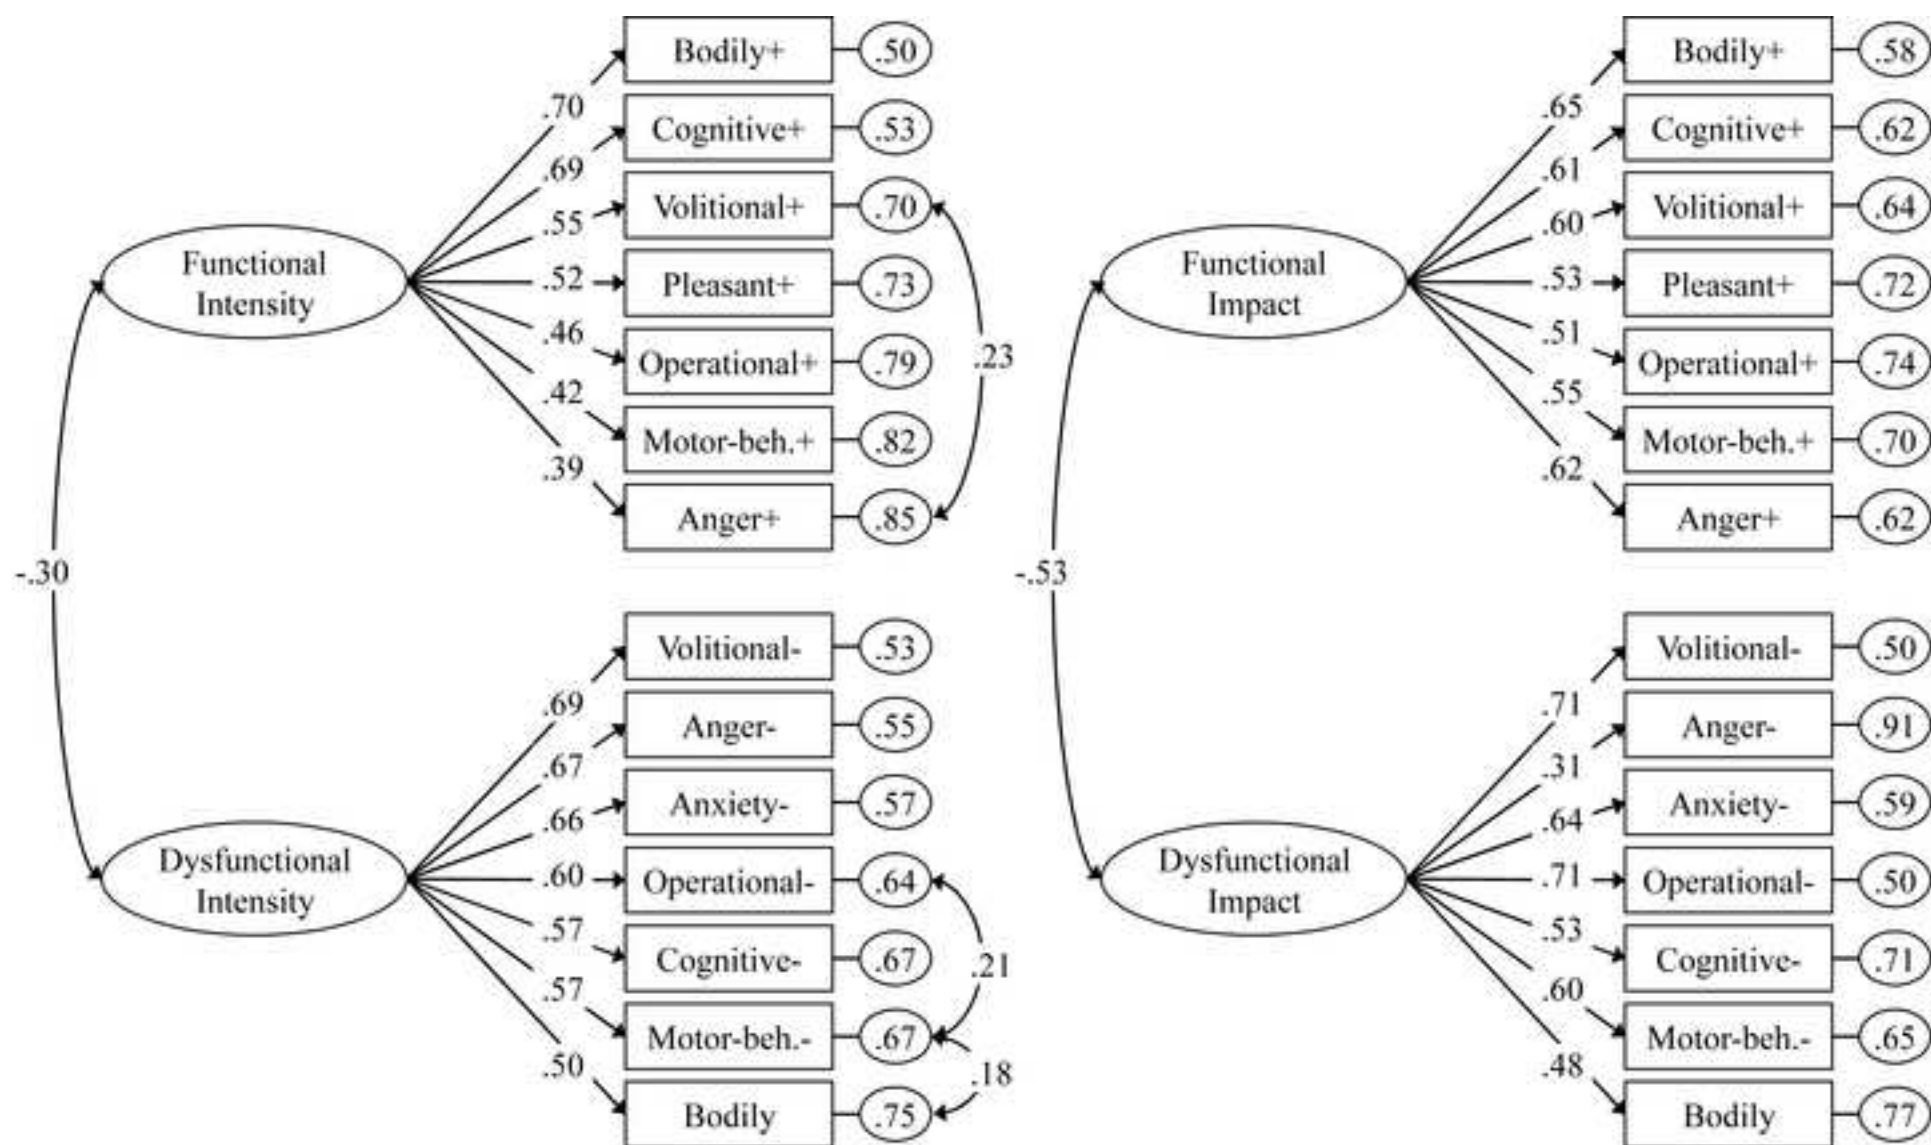 Bodily+ .50
.70
Cognitive+ .53
.69
Volitional+ .70
.55
Functional
Intensity
.52
Pleasant+ .73
.46
Operational+ .79
.23
.42
Motor-beh.+ .82
.39
Anger+ .85
-.30
Volitional- .53
.69
Anger- .55
.67
Anxiety- .57
.66
Dysfunctional
Intensity
.60
Operational- .64
.57
Cognitive- .67
.21
.57
Motor-beh.- .67
.50
.18
Bodily .75
Bodily+ .58
.65
Cognitive+ .62
.61
Volitional+ .64
.60
Functional
Impact
.53
Pleasant+ .72
.51
Operational+ .74
.55
Motor-beh.+ .70
.62
Anger+ .62
-.53
Volitional- .50
.71
Anger- .91
.31
Anxiety- .59
.64
Dysfunctional
Impact
.71
Operational- .50
.53
Cognitive- .71
.60
Motor-beh.- .65
.48
Bodily .77